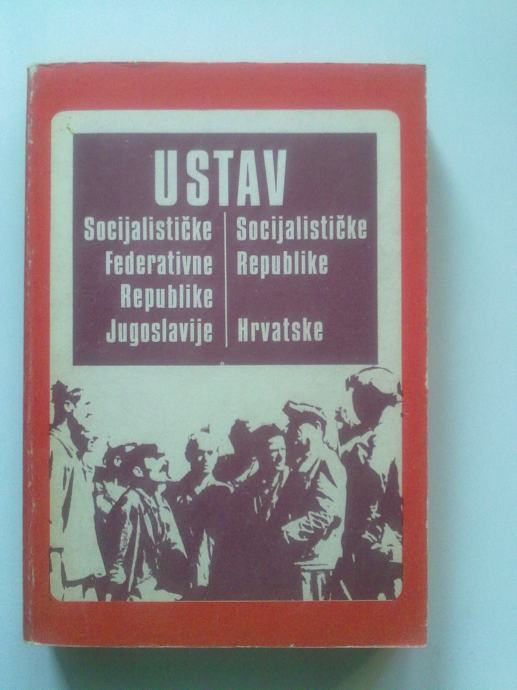 USTAV
Socijalističke
Federativne
Republike
Jugoslavije
Socijalističke
Republike
Hrvatske